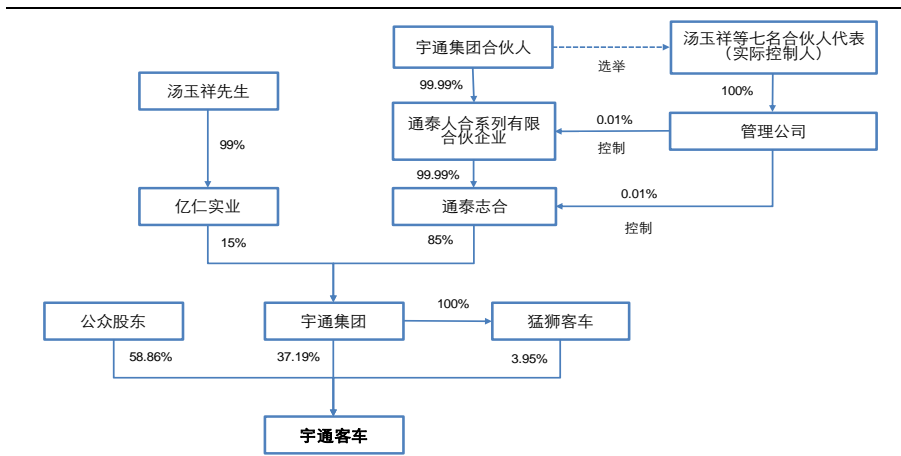 宇通集团合伙人
选举
汤玉祥等七名合伙人代表
（实际控制人）
汤玉祥先生
99.99%
100%
通泰人合系列有限
合伙企业
0.01%
控制
管理公司
99%
99.99%
亿仁实业
通泰志合
0.01%
控制
15%
85%
公众股东
宇通集团
100%
猛狮客车
58.86%
37.19%
3.95%
宇通客车